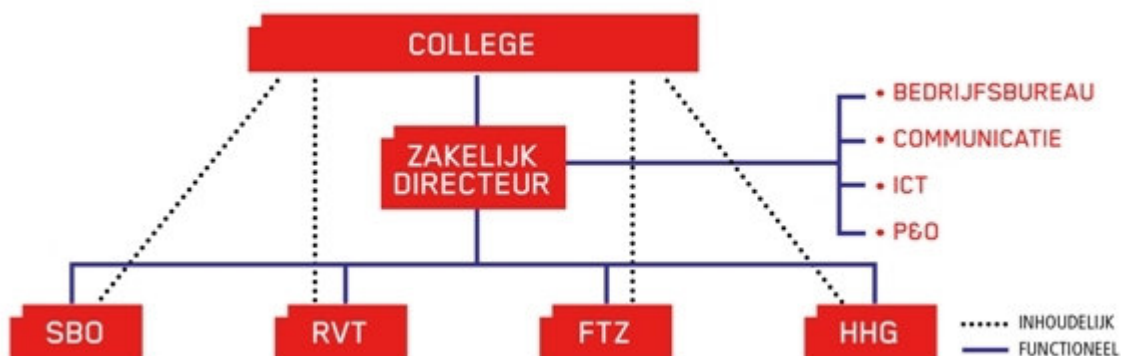 COLLEGE
ZAKELIJK
DIRECTEUR
• BEDRIJFSBUREAU
• COMMUNICATIE
• ICT
• P&O
SBO
RVT
FTZ
HHG
INHOUDELIJK
FUNCTIONEEL